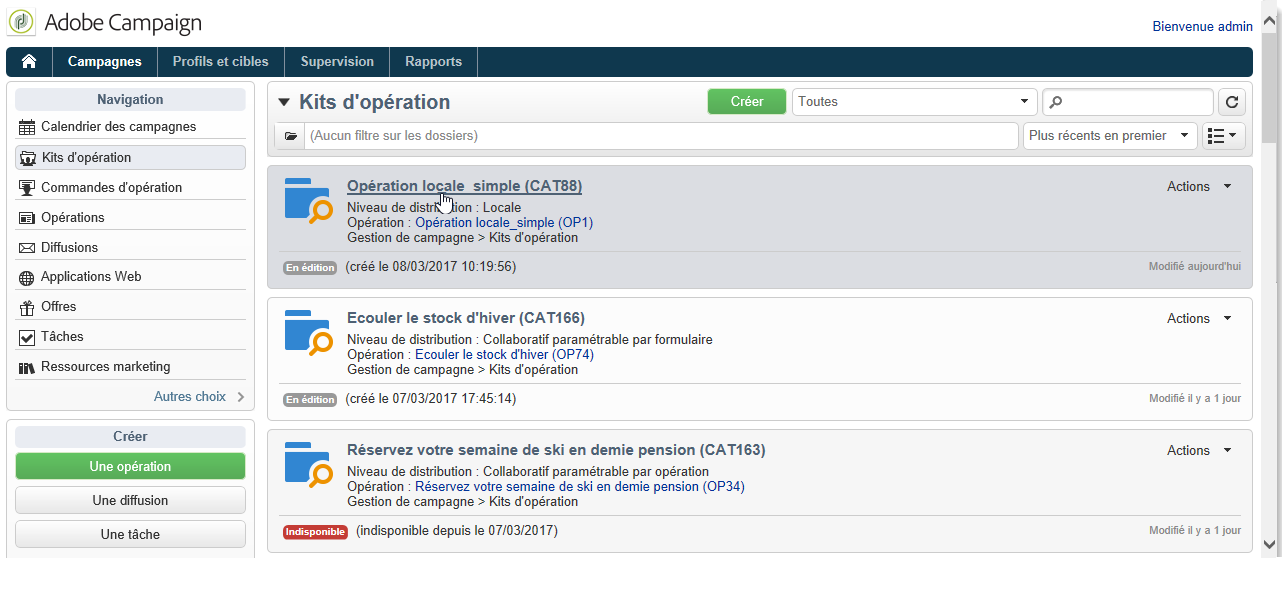 Adobe Campaign
Bienvenue admin
Campagnes Profils et cibles Supervision Rapports
Navigation
Calendrier des campagnes
Kits d'opération
Commandes d'opération
Opérations
Diffusions
Applications Web
Offres
Tâches
Ressources marketing
Autres choix
Créer
Une opération
Une diffusion
Une tâche
Kits d'opération
Créer
Toutes
(Aucun filtre sur les dossiers)
Plus récents en premier
Opération locale_simple (CAT88)
Actions
Niveau de distribution : Locale
Opération : Opération locale_simple (OP1)
Gestion de campagne > Kits d'opération
En édition (créé le 08/03/2017 10:19:56)
Modifié aujourd'hui
Ecouler le stock d'hiver (CAT166)
Actions
Niveau de distribution : Collaboratif paramétrable par formulaire
Opération : Ecouler le stock d'hiver (OP74)
Gestion de campagne > Kits d'opération
En édition (créé le 07/03/2017 17:45:14)
Modifié il y a 1 jour
Réservez votre semaine de ski en demie pension (CAT163)
Actions
Niveau de distribution : Collaboratif paramétrable par opération
Opération : Réservez votre semaine de ski en demie pension (OP34)
Gestion de campagne > Kits d'opération
Indisponible (indisponible depuis le 07/03/2017)
Modifié il y a 1 jour